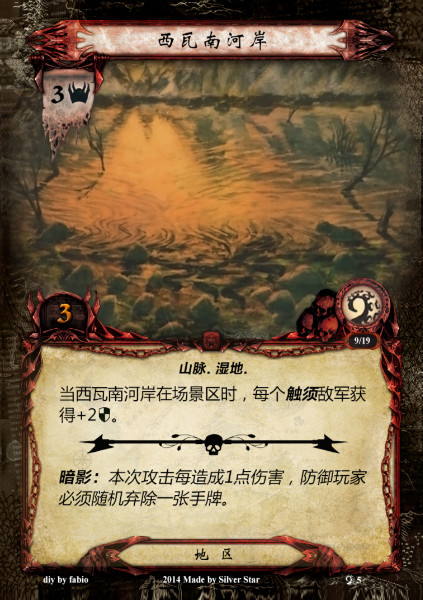 西瓦南河岸
3
3
9/19
山脉. 湿地.
当西瓦南河岸在场景区时，每个触须敌军获
得+2。
暗影：本次攻击每造成1点伤害，防御玩家
必须随机弃除一张手牌。
地 区
diy by fabio 2014 Made by Silver Star 5